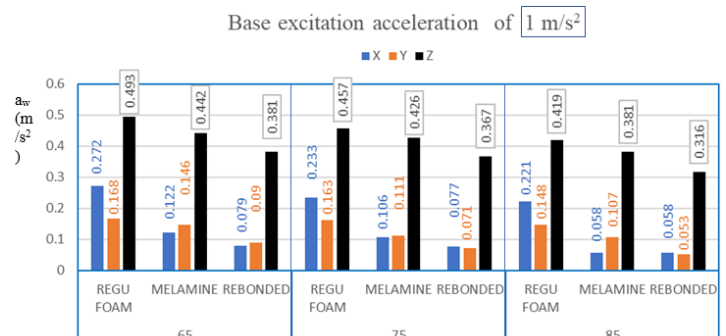 Base excitation acceleration of 1 m/s²
X Y Z
aw
(m
/s²
)
0.6
0.5
0.4
0.3
0.2
0.1
0
0.272 0.168 0.493
0.122 0.146 0.442
0.079 0.09 0.381
0.233 0.163 0.457
0.106 0.111 0.426
0.077 0.071 0.367
0.221 0.148 0.419
0.058 0.107 0.381
0.058 0.053 0.316
REGU MELAMINE REBONDED REGU MELAMINE REBONDED REGU MELAMINE REBONDED
FOAM FOAM FOAM
65 75 85